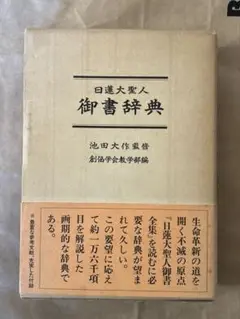 日蓮大聖人
御書辞典
池田大作監修
創価学会教学部編
生命革新の道を
開く不滅の原点
『日蓮大聖人御書
全集』を読むに必
要な辞典が望ま
れて久しい。
この要望に応え
て約一万六千項
目を解説した
画期的な辞典で
ある。